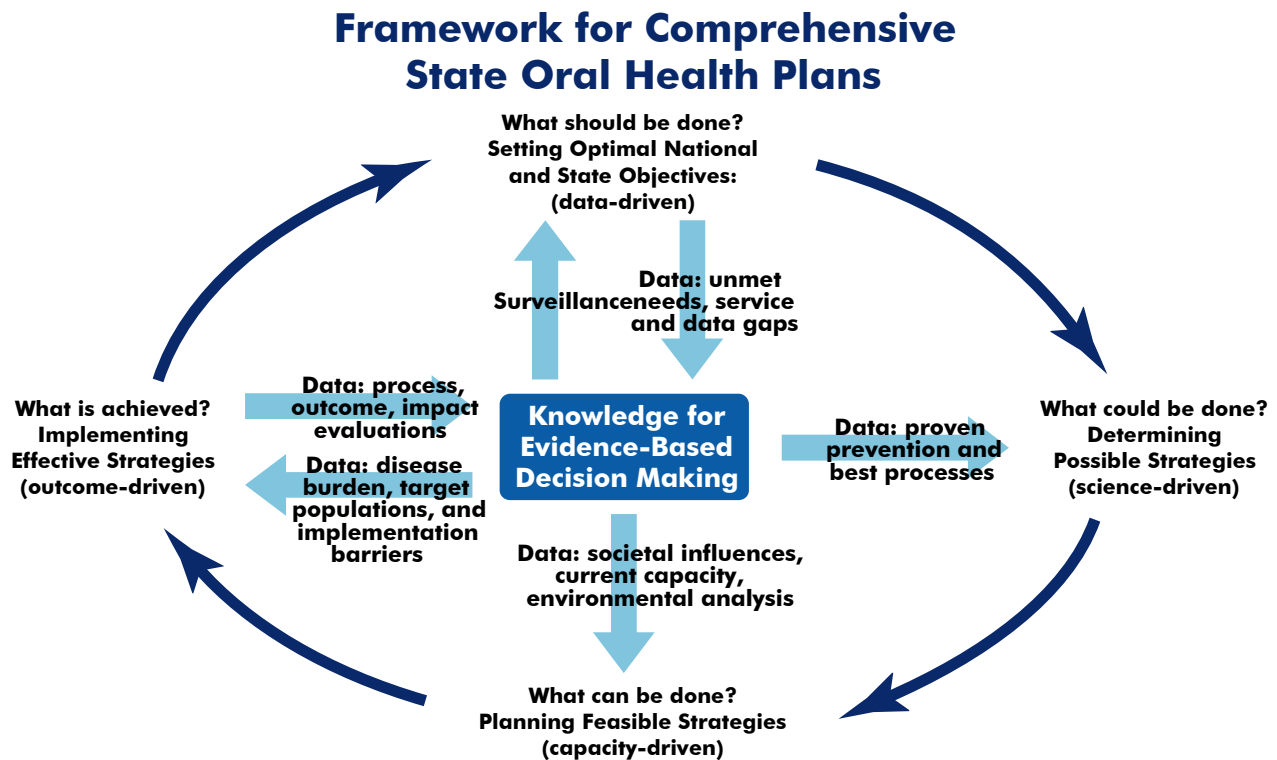 Framework for Comprehensive
State Oral Health Plans
What should be done?
Setting Optimal National
and State Objectives:
(data-driven)
Surveillance
Data: unmet
needs, service
and data gaps
What is achieved?
Implementing
Effective Strategies
(outcome-driven)
Data: process,
outcome, impact
evaluations
Data: disease
burden, target
populations, and
implementation
barriers
Knowledge for
Evidence-Based
Decision Making
Data: proven
prevention and
best processes
What could be done?
Determining
Possible Strategies
(science-driven)
Data: societal influences,
current capacity,
environmental analysis
What can be done?
Planning Feasible Strategies
(capacity-driven)